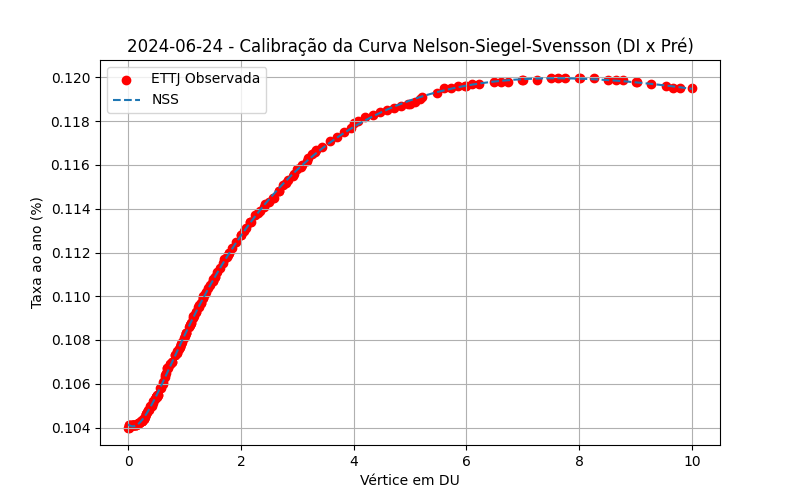 2024-06-24 - Calibração da Curva Nelson-Siegel-Svensson (DI x Pré)
ETTJ Observada
NSS
Taxa ao ano (%)
0.120
0.118
0.116
0.114
0.112
0.110
0.108
0.106
0.104
0 2 4 6 8 10
Vértice em DU